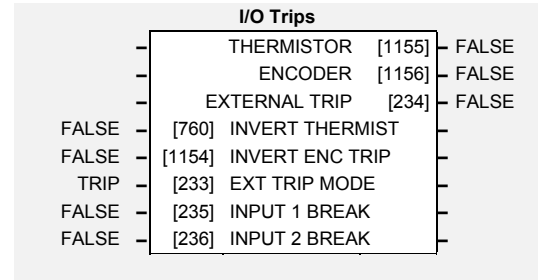 I/O Trips
THERMISTOR [1155] – FALSE
ENCODER [1156] – FALSE
EXTERNAL TRIP [234] – FALSE
FALSE – [760] INVERT THERMIST –
FALSE – [1154] INVERT ENC TRIP –
TRIP – [233] EXT TRIP MODE –
FALSE – [235] INPUT 1 BREAK –
FALSE – [236] INPUT 2 BREAK –